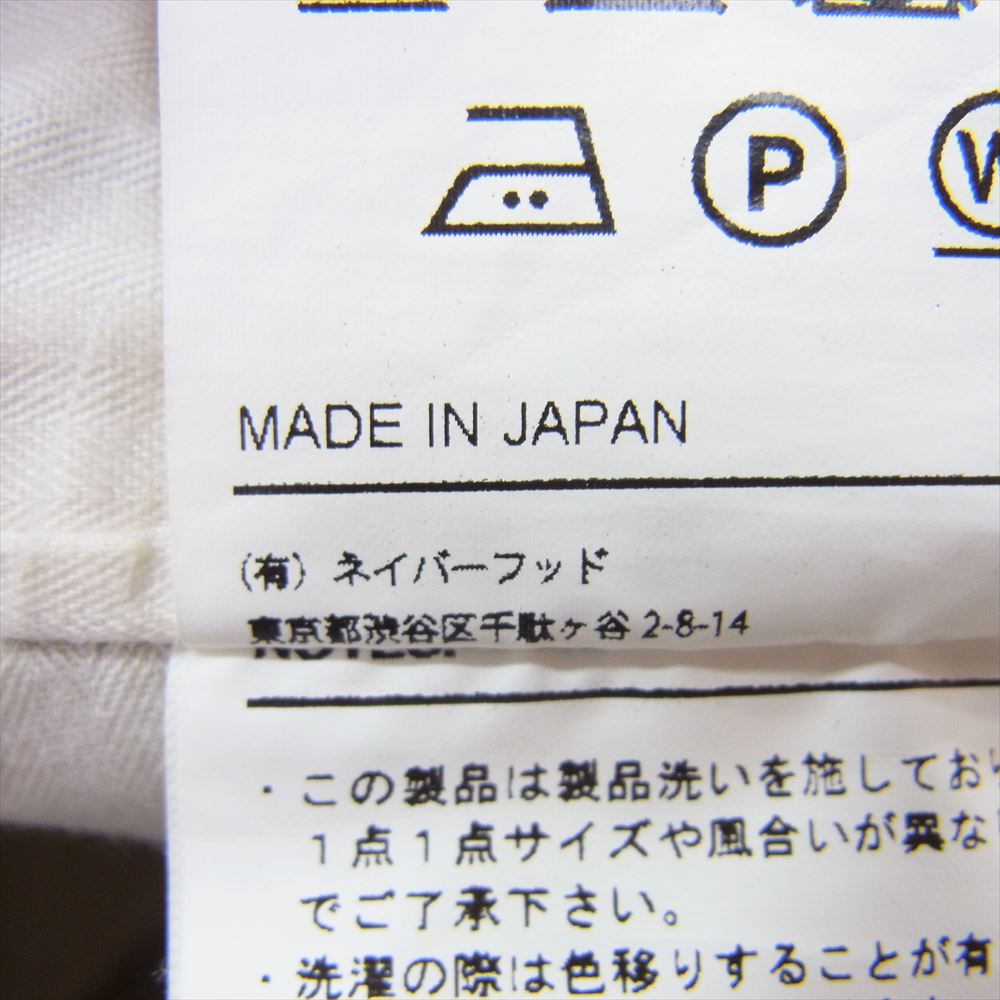 P W
MADE IN JAPAN
(有) ネイバーフッド
東京都渋谷区千駄ヶ谷 2-8-14
・この製品は製品洗いを施しており
1点1点サイズや風合いが異な
でご了承下さい。
・洗濯の際は色移りすることが有